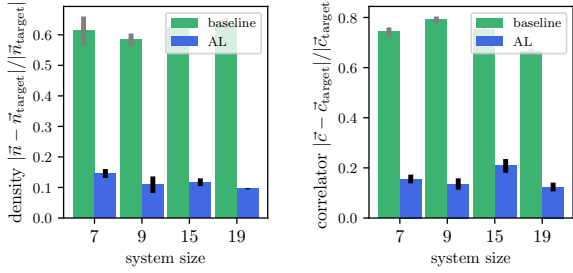 density |n⃗ − n⃗target|/|n⃗target|
0.6
0.5
0.4
0.3
0.2
0.1
0.0
7 9 15 19
system size
baseline
AL
correlator |c⃗ − c⃗target|/|c⃗target
0.8
0.6
0.4
0.2
0.0
7 9 15 19
system size
baseline
AL